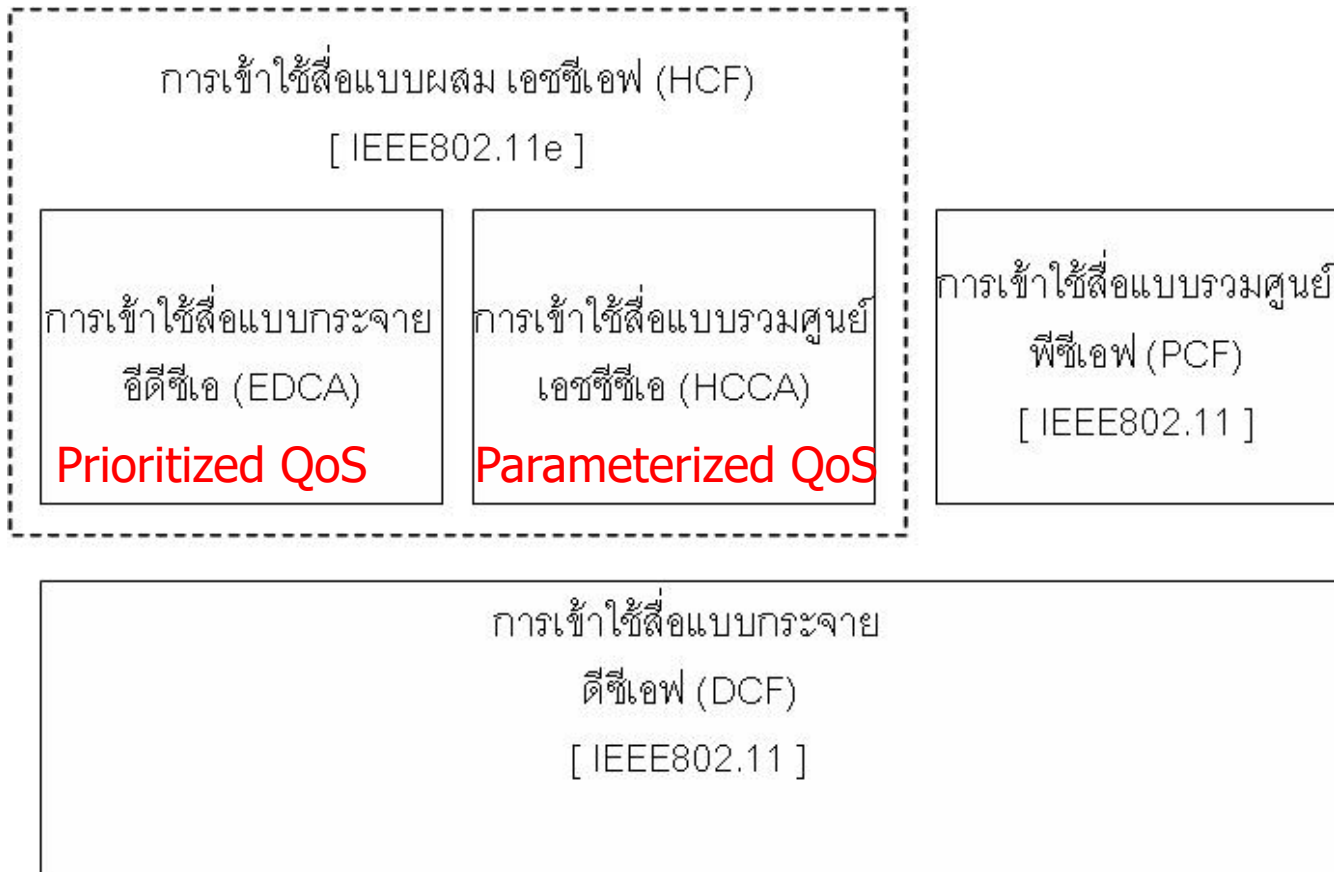 การเข้าใช้สื่อแบบผสม เอชซีเอฟ (HCF)
[ IEEE802.11e ]
การเข้าใช้สื่อแบบกระจาย
อีดีซีเอ (EDCA)
Prioritized QoS
การเข้าใช้สื่อแบบรวมศูนย์
เอชซีซีเอ (HCCA)
Parameterized QoS
การเข้าใช้สื่อแบบรวมศูนย์
พีซีเอฟ (PCF)
[ IEEE802.11 ]
การเข้าใช้สื่อแบบกระจาย
ดีซีเอฟ (DCF)
[ IEEE802.11 ]